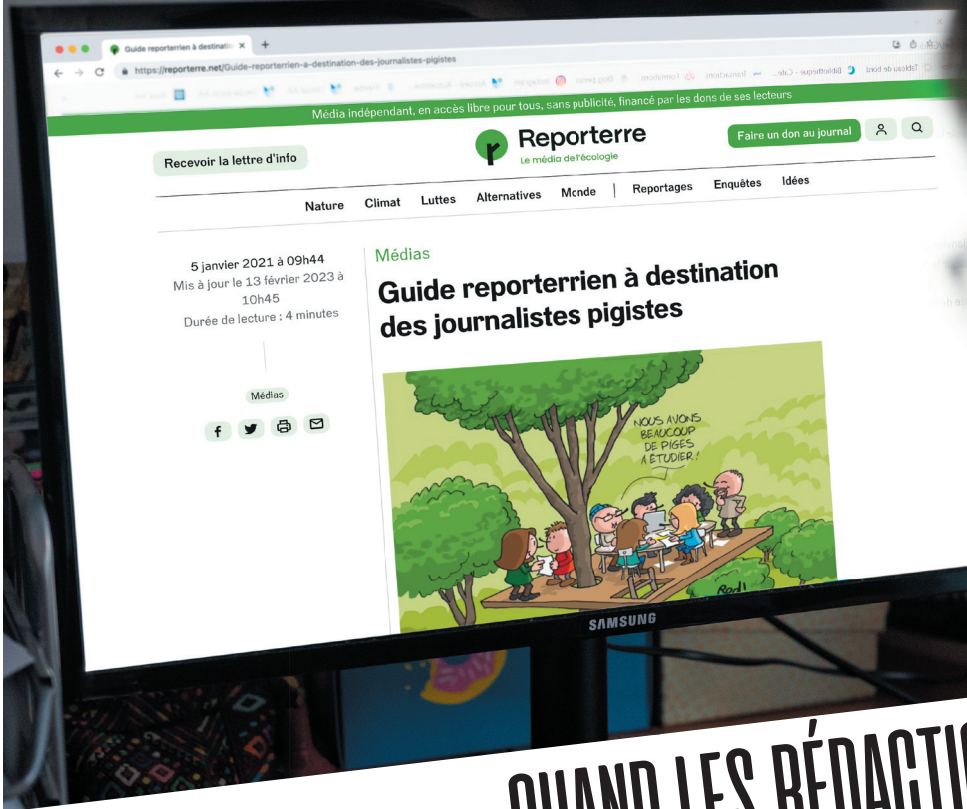 Guide reporterrien à destinatio
https://reporterre.net/Guide-reporterrien-a-destination-des-journalistes-pigistes
Média indépendant, en accès libre pour tous, sans publicité, financé par les dons de ses lecteurs
Recevoir la lettre d'info
Reporterre
Le média de l'écologie
Faire un don au journal
Nature Climat Luttes Alternatives Monde | Reportages Enquêtes Idées
5 janvier 2021 à 09h44
Mis à jour le 13 février 2023 à
10h45
Durée de lecture : 4 minutes
Médias
f
Médias
Guide reporterrien à destination
des journalistes pigistes
NOUS AVONS
BEAUCOUP
DE PIGES
A ÉTUDIER !
Red!
SAMSUNG
QUAND LES RÉDACTIO